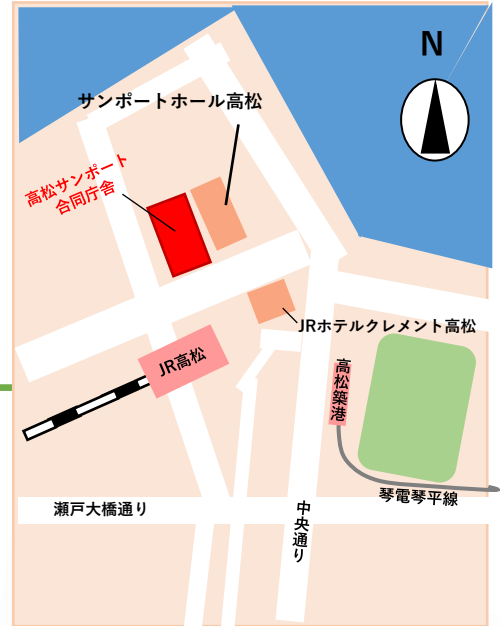 N
サンポートホール高松
高松サンポート
合同庁舎
JRホテルクレメント高松
JR高松
高松築港
琴電琴平線
瀬戸大橋通り
中央通り